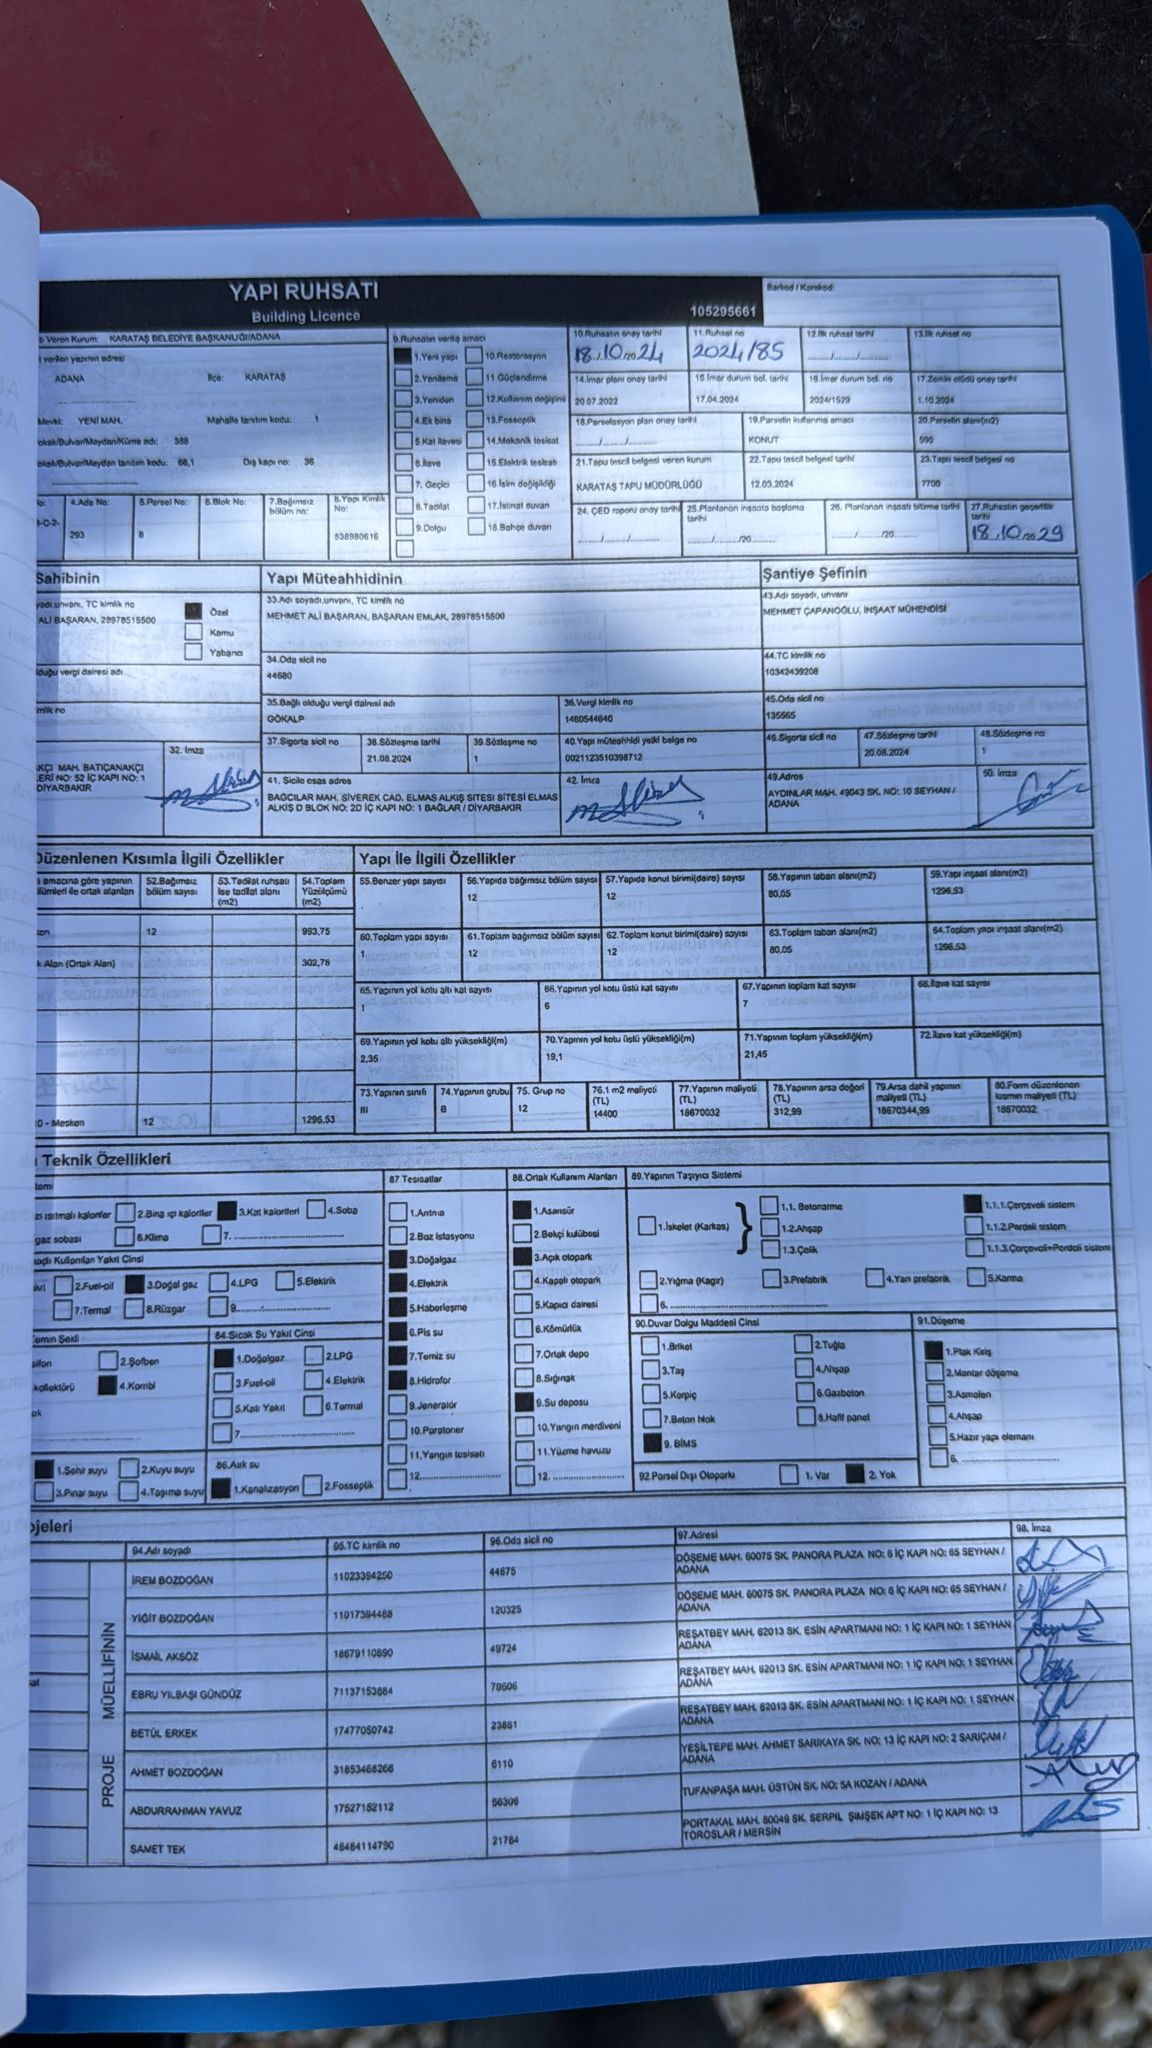 YAPI RUHSATI
Building Licence
105295661
Barkod / Karekod:
Veren Kurum: KARATAŞ BELEDİYE BAŞKANLIĞI/ADANA
verilen yapının adresi
ADANA İlçe: KARATAŞ
Mevki: YENİ MAH. Mahalle tanıtım kodu: 1
okak/Bulvar/Meydan/Küme adı: 388
okak/Bulvar/Meydan tanıtım kodu: 66,1 Dış kapı no: 36
4.Ada No: 5.Parsel No: 6.Blok No: 7.Bağımsız bölüm no: 8.Yapı Kimlik No:
-C-2- 293 8 538980616
9.Ruhsatın veriliş amacı
1.Yeni yapı 10.Restorasyon
2.Yenileme 11.Güçlendirme
3.Yeniden 12.Kullanım değişimi
4.Ek bina 13.Fosseptik
5.Kat ilavesi 14.Mekanik tesisat
6.İlave 15.Elektrik tesisatı
7. Geçici 16.İsim değişikliği
8.Tadilat 17.İstinat duvarı
9.Dolgu 18.Bahçe duvarı
10.Ruhsatın onay tarihi 11.Ruhsat no 12.İlk ruhsat tarihi 13.İlk ruhsat no
18.10.2024 2024/85 ....../....../......
14.İmar planı onay tarihi 15.İmar durum bel. tarihi 16.İmar durum bel. no 17.Zemin etüdü onay tarihi
20.07.2022 17.04.2024 2024/1529 1.10.2024
18.Parselasyon plan onay tarihi 19.Parselin kullanma amacı 20.Parselin alanı(m2)
....../....../...... KONUT 590
21.Tapu tescil belgesi veren kurum 22.Tapu tescil belgesi tarihi 23.Tapu tescil belgesi no
KARATAŞ TAPU MÜDÜRLÜĞÜ 12.03.2024 7700
24. ÇED raporu onay tarihi 25.Planlanan inşaata başlama tarihi 26. Planlanan inşaatı bitirme tarihi 27.Ruhsatın geçerlilik tarihi
....../....../...... ....../....../20...... ....../....../20...... 18.10.2029
Sahibinin Yapı Müteahhidinin Şantiye Şefinin
adı,unvanı, TC kimlik no
ALİ BAŞARAN, 28978515500
Özel
Kamu
Yabancı
lduğu vergi dairesi adı
mlik no
32. İmza
KÇI MAH. BATIÇANAKÇI
ERİ NO: 52 İÇ KAPI NO: 1
DİYARBAKIR
33.Adı soyadı,unvanı, TC kimlik no
MEHMET ALİ BAŞARAN, BAŞARAN EMLAK, 28978515500
34.Oda sicil no
44680
35.Bağlı olduğu vergi dairesi adı 36.Vergi kimlik no
GÖKALP 1460544640
37.Sigorta sicil no 38.Sözleşme tarihi 39.Sözleşme no 40.Yapı müteahhidi yetki belge no
21.08.2024 1 0021123510398712
41. Sicile esas adres 42. İmza
BAĞCILAR MAH. SİVEREK CAD. ELMAS ALKIŞ SİTESİ SİTESİ ELMAS
ALKIŞ D BLOK NO: 2D İÇ KAPI NO: 1 BAĞLAR / DİYARBAKIR
43.Adı soyadı, unvanı
MEHMET ÇAPANOĞLU, İNŞAAT MÜHENDİSİ
44.TC kimlik no
10342439208
45.Oda sicil no
135565
46.Sigorta sicil no 47.Sözleşme tarihi 48.Sözleşme no
20.08.2024 1
49.Adres 50. İmza
AYDINLAR MAH. 49043 SK. NO: 10 SEYHAN /
ADANA
Düzenlenen Kısımla İlgili Özellikler Yapı İle İlgili Özellikler
amacına göre yapının
lümleri ile ortak alanları
52.Bağımsız bölüm sayısı 53.Tadilat ruhsatı ise tadilat alanı (m2) 54.Toplam Yüzölçümü (m2)
12 993,75
k Alan (Ortak Alan) 302,78
0 - Mesken 12 1296,53
55.Benzer yapı sayısı 56.Yapıda bağımsız bölüm sayısı 57.Yapıda konut birimi(daire) sayısı 58.Yapının taban alanı(m2) 59.Yapı inşaat alanı(m2)
12 12 80,05 1296,53
60.Toplam yapı sayısı 61.Toplam bağımsız bölüm sayısı 62.Toplam konut birimi(daire) sayısı 63.Toplam taban alanı(m2) 64.Toplam yapı inşaat alanı(m2)
1 12 12 80,05 1296,53
65.Yapının yol kotu altı kat sayısı 66.Yapının yol kotu üstü kat sayısı 67.Yapının toplam kat sayısı 68.İlave kat sayısı
1 6 7
69.Yapının yol kotu altı yüksekliği(m) 70.Yapının yol kotu üstü yüksekliği(m) 71.Yapının toplam yüksekliği(m) 72.İlave kat yüksekliği(m)
2,35 19,1 21,45
73.Yapının sınıfı 74.Yapının grubu 75. Grup no 76.1 m2 maliyeti (TL) 77.Yapının maliyeti (TL) 78.Yapının arsa değeri (TL) 79.Arsa dahil yapının maliyeti (TL) 80.Form düzenlenen kısmın maliyeti (TL)
III B 12 14400 18670032 312,99 18670344,99 18670032
Teknik Özellikleri
temi
ısıtmalı kalorifer 2.Bina içi kalorifer 3.Kat kaloriferi 4.Soba
gaz sobası 6.Klima 7.
açlı Kullanılan Yakıt Cinsi
2.Fuel-oil 3.Doğal gaz 4.LPG 5.Elektrik
7.Termal 8.Rüzgar 9.
emin Şekli
2.Şofben
kollektörü 4.Kombi
84.Sıcak Su Yakıt Cinsi
1.Doğalgaz 2.LPG
3.Fuel-oil 4.Elektrik
5.Katı Yakıt 6.Termal
7.
1.Şehir suyu 2.Kuyu suyu
3.Pınar suyu 4.Taşıma suyu
86.Atık su
1.Kanalizasyon 2.Fosseptik
87 Tesisatlar
1.Arıtma
2.Baz istasyonu
3.Doğalgaz
4.Elektrik
5.Haberleşme
6.Pis su
7.Temiz su
8.Hidrofor
9.Jeneratör
10.Paratoner
11.Yangın tesisatı
12.
88.Ortak Kullanım Alanları
1.Asansör
2.Bekçi kulübesi
3.Açık otopark
4.Kapalı otopark
5.Kapıcı dairesi
6.Kömürlük
7.Ortak depo
8.Sığınak
9.Su deposu
10.Yangın merdiveni
11.Yüzme havuzu
12.
89.Yapının Taşıyıcı Sistemi
1.İskelet (Karkas)
1.1. Betonarme 1.1.1.Çerçeveli sistem
1.2.Ahşap 1.1.2.Perdeli sistem
1.3.Çelik 1.1.3.Çerçeveli+Perdeli sistem
2.Yığma (Kagir) 3.Prefabrik 4.Yarı prefabrik 5.Karma
6.
90.Duvar Dolgu Maddesi Cinsi
1.Briket 2.Tuğla
3.Taş 4.Ahşap
5.Kerpiç 6.Gazbeton
7.Beton blok 8.Hafif panel
9. BİMS
91.Döşeme
1.Plak Kiriş
2.Mantar döşeme
3.Asmolen
4.Ahşap
5.Hazır yapı elemanı
6.
92.Parsel Dışı Otoparkı 1. Var 2. Yok
ojeleri
PROJE MÜELLİFİNİN
94.Adı soyadı 95.TC kimlik no 96.Oda sicil no 97.Adresi 98. İmza
İREM BOZDOĞAN 11023394250 44675 DÖŞEME MAH. 60075 SK. PANORA PLAZA NO: 6 İÇ KAPI NO: 65 SEYHAN / ADANA
YİĞİT BOZDOĞAN 11017394488 120325 DÖŞEME MAH. 60075 SK. PANORA PLAZA NO: 6 İÇ KAPI NO: 65 SEYHAN / ADANA
İSMAİL AKSÖZ 18679110890 49724 REŞATBEY MAH. 62013 SK. ESİN APARTMANI NO: 1 İÇ KAPI NO: 1 SEYHAN ADANA
EBRU YILBAŞI GÜNDÜZ 71137153884 79606 REŞATBEY MAH. 62013 SK. ESİN APARTMANI NO: 1 İÇ KAPI NO: 1 SEYHAN ADANA
BETÜL ERKEK 17477050742 23861 REŞATBEY MAH. 62013 SK. ESİN APARTMANI NO: 1 İÇ KAPI NO: 1 SEYHAN ADANA
AHMET BOZDOĞAN 31853468266 6110 YEŞİLTEPE MAH. AHMET SARIKAYA SK. NO: 13 İÇ KAPI NO: 2 SARIÇAM / ADANA
ABDURRAHMAN YAVUZ 17527152112 56306 TUFANPAŞA MAH. ÜSTÜN SK. NO: 5A KOZAN / ADANA
SAMET TEK 48484114790 21784 PORTAKAL MAH. 80049 SK. SERPİL ŞİMŞEK APT NO: 1 İÇ KAPI NO: 13 TOROSLAR / MERSİN